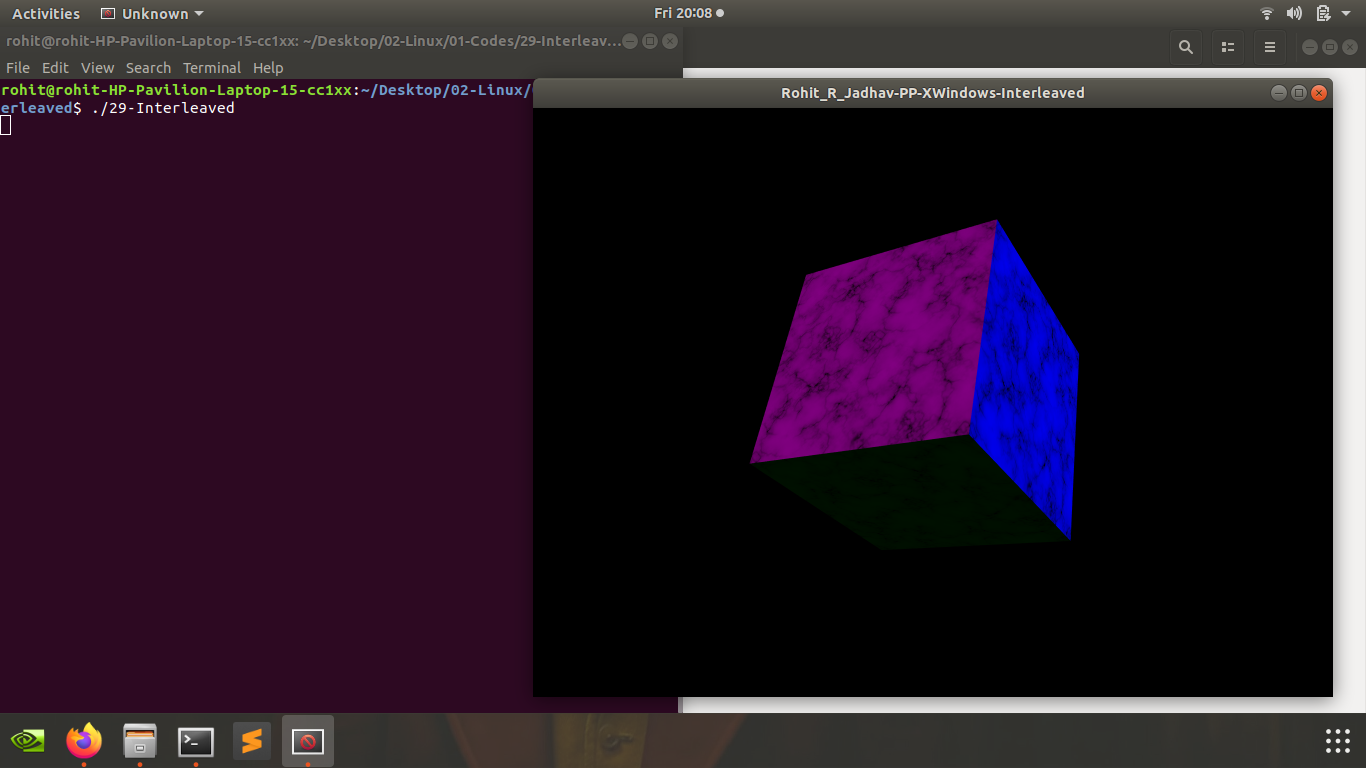 Activities Unknown Fri 20:08
rohit@rohit-HP-Pavilion-Laptop-15-cc1xx: ~/Desktop/02-Linux/01-Codes/29-Interleav...
File Edit View Search Terminal Help
rohit@rohit-HP-Pavilion-Laptop-15-cc1xx:~/Desktop/02-Linux/
erleaved$ ./29-Interleaved
Rohit_R_Jadhav-PP-XWindows-Interleaved